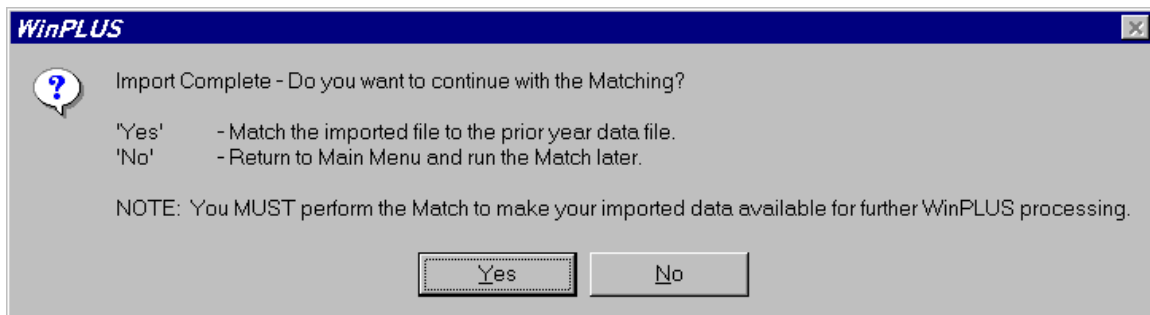 WinPLUS
?
Import Complete - Do you want to continue with the Matching?
'Yes' - Match the imported file to the prior year data file.
'No' - Return to Main Menu and run the Match later.
NOTE: You MUST perform the Match to make your imported data available for further WinPLUS processing.
Yes No